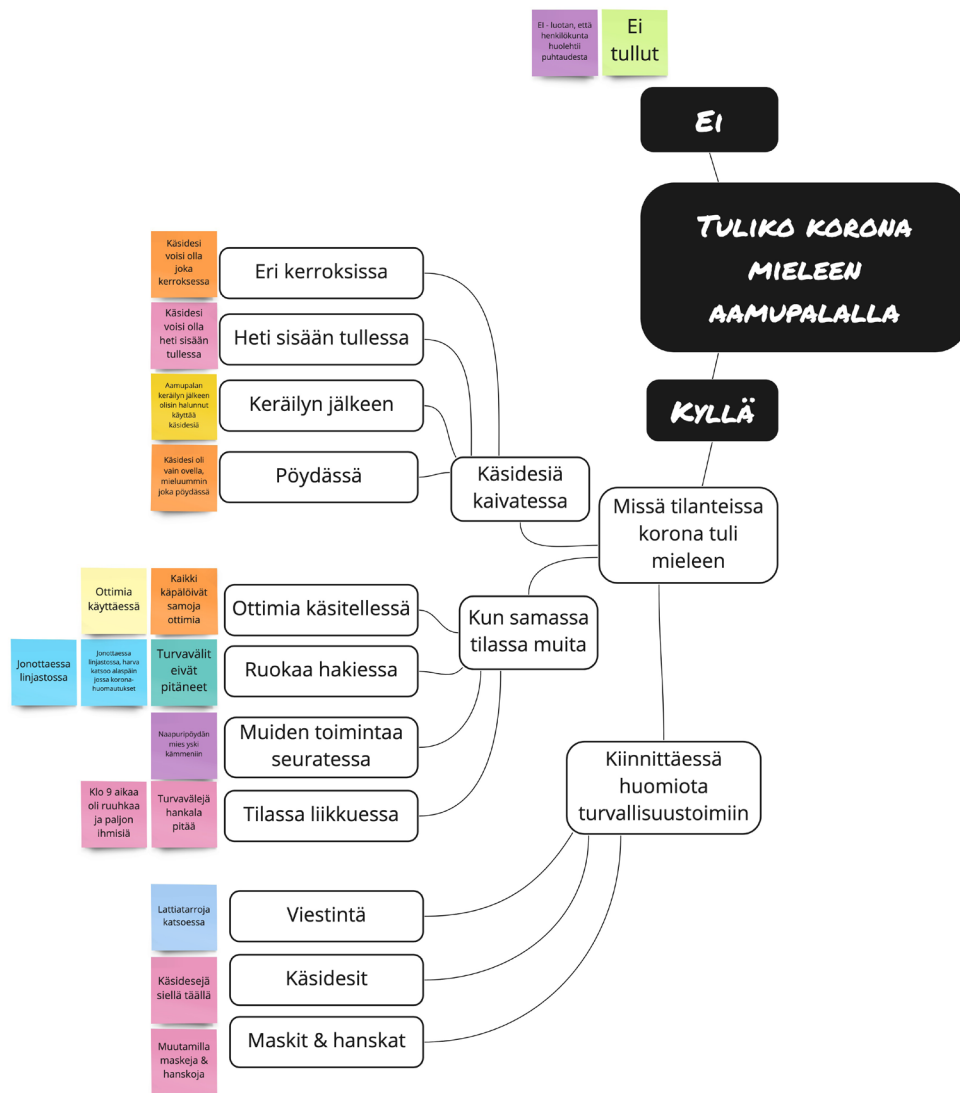 EI - luotan, että
henkilökunta
huolehtii
puhtaudesta
Ei
tullut
Ei
Tuliko korona
mieleen
aamupalalla
Kyllä
Missä tilanteissa
korona tuli
mieleen
Käsidesiä
kaivatessa
Käsidesi
voisi olla
joka
kerroksessa
Eri kerroksissa
Käsidesi
voisi olla
heti sisään
tullessa
Heti sisään tullessa
Aamupalan
keräilyn jälkeen
olisin halunnut
käyttää
käsidesiä
Keräilyn jälkeen
Käsidesi oli
vain ovella,
mieluummin
joka pöydässä
Pöydässä
Kun samassa
tilassa muita
Ottimia
käyttäessä
Kaikki
käpälöivät
samoja
ottimia
Ottimia käsitellessä
Jonottaessa
linjastossa
Jonottaessa
linjastossa, harva
katsoo alaspäin
jossa korona-
huomautukset
Turvavälit
eivät
pitäneet
Ruokaa hakiessa
Naapuripöydän
mies yski
kämmeniin
Muiden toimintaa
seuratessa
Klo 9 aikaa
oli ruuhkaa
ja paljon
ihmisiä
Turvavälejä
hankala
pitää
Tilassa liikkuessa
Kiinnittäessä
huomiota
turvallisuustoimiin
Lattiatarroja
katsoessa
Viestintä
Käsidesejä
siellä täällä
Käsidesit
Muutamilla
maskeja &
hanskoja
Maskit & hanskat